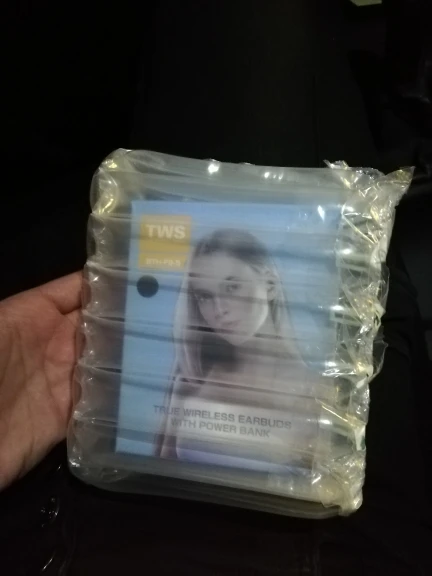 TWS
TRUE WIRELESS EARBUDS
WITH POWER BANK